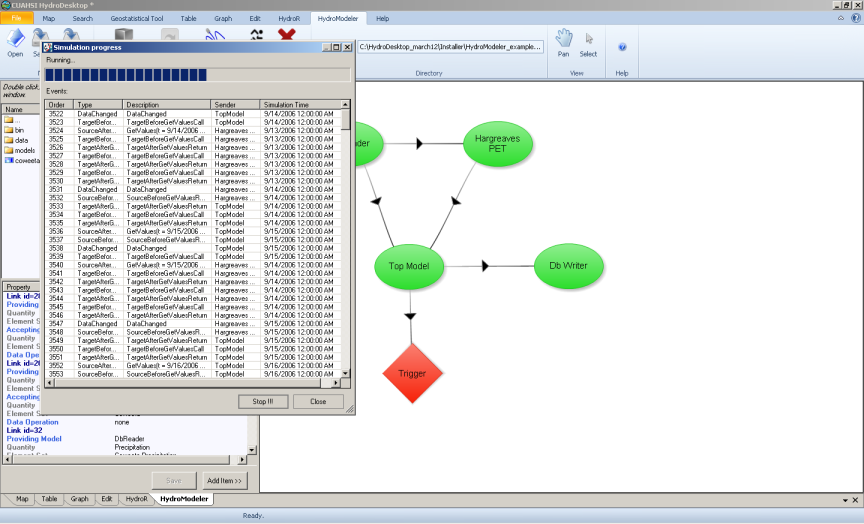 EUAHSI HydroDesktop *
File Map Search Geostatistical Tool Table Graph Edit HydroR HydroModeler Help
Open Pan Select Help
C:\HydroDesktop_march12\Installer\HydroModeler_example...
Directory View Help
Simulation progress
Running...
Events:
Order Type Description Sender Simulation Time
3522 DataChanged DataChanged TopModel 9/14/2006 12:00:00 AM
3523 TargetBefor... TargetBeforeGetValuesCall TopModel 9/14/2006 12:00:00 AM
3524 SourceAfter... GetValues(t = 9/14/2006 ... Hargreaves ... 9/13/2006 12:00:00 AM
3525 TargetBefor... TargetBeforeGetValuesCall Hargreaves ... 9/13/2006 12:00:00 AM
3526 TargetAfterG... TargetAfterGetValuesReturn Hargreaves ... 9/13/2006 12:00:00 AM
3527 TargetBefor... TargetBeforeGetValuesCall Hargreaves ... 9/13/2006 12:00:00 AM
3528 TargetAfterG... TargetAfterGetValuesReturn Hargreaves ... 9/13/2006 12:00:00 AM
3529 TargetBefor... TargetBeforeGetValuesCall Hargreaves ... 9/13/2006 12:00:00 AM
3530 TargetAfterG... TargetAfterGetValuesReturn Hargreaves ... 9/13/2006 12:00:00 AM
3531 DataChanged DataChanged Hargreaves ... 9/14/2006 12:00:00 AM
3532 SourceBefor... SourceBeforeGetValuesR... Hargreaves ... 9/14/2006 12:00:00 AM
3533 TargetAfterG... TargetAfterGetValuesReturn TopModel 9/14/2006 12:00:00 AM
3534 TargetBefor... TargetBeforeGetValuesCall TopModel 9/14/2006 12:00:00 AM
3535 TargetAfterG... TargetAfterGetValuesReturn TopModel 9/14/2006 12:00:00 AM
3536 SourceAfter... GetValues(t = 9/15/2006 ... TopModel 9/15/2006 12:00:00 AM
3537 SourceBefor... SourceBeforeGetValuesR... TopModel 9/15/2006 12:00:00 AM
3538 DataChanged DataChanged TopModel 9/15/2006 12:00:00 AM
3539 TargetBefor... TargetBeforeGetValuesCall TopModel 9/15/2006 12:00:00 AM
3540 SourceAfter... GetValues(t = 9/15/2006 ... Hargreaves ... 9/14/2006 12:00:00 AM
3541 TargetBefor... TargetBeforeGetValuesCall Hargreaves ... 9/14/2006 12:00:00 AM
3542 TargetAfterG... TargetAfterGetValuesReturn Hargreaves ... 9/14/2006 12:00:00 AM
3543 TargetBefor... TargetBeforeGetValuesCall Hargreaves ... 9/14/2006 12:00:00 AM
3544 TargetAfterG... TargetAfterGetValuesReturn Hargreaves ... 9/14/2006 12:00:00 AM
3545 TargetBefor... TargetBeforeGetValuesCall Hargreaves ... 9/14/2006 12:00:00 AM
3546 TargetAfterG... TargetAfterGetValuesReturn Hargreaves ... 9/14/2006 12:00:00 AM
3547 DataChanged DataChanged Hargreaves ... 9/15/2006 12:00:00 AM
3548 SourceBefor... SourceBeforeGetValuesR... Hargreaves ... 9/15/2006 12:00:00 AM
3549 TargetAfterG... TargetAfterGetValuesReturn TopModel 9/15/2006 12:00:00 AM
3550 TargetBefor... TargetBeforeGetValuesCall TopModel 9/15/2006 12:00:00 AM
3551 TargetAfterG... TargetAfterGetValuesReturn TopModel 9/15/2006 12:00:00 AM
3552 SourceAfter... GetValues(t = 9/16/2006 ... TopModel 9/16/2006 12:00:00 AM
3553 SourceBefor... SourceBeforeGetValuesR... TopModel 9/16/2006 12:00:00 AM
Stop !!! Close
Double click
window.
Name
...
bin
data
models
coweeta
Property
Link id=2
Providing
Quantity
Element S
Accepting
Quantity
Element S
Data Ope
Link id=2
Providing
Quantity
Element S
Accepting
Quantity
Element
Data Operation none
Link id=32
Providing Model DbReader
Quantity Precipitation
Save Add Item >>
Hargreaves
PET
Top Model
Db Writer
Trigger
Map Table Graph Edit HydroR HydroModeler
Ready.